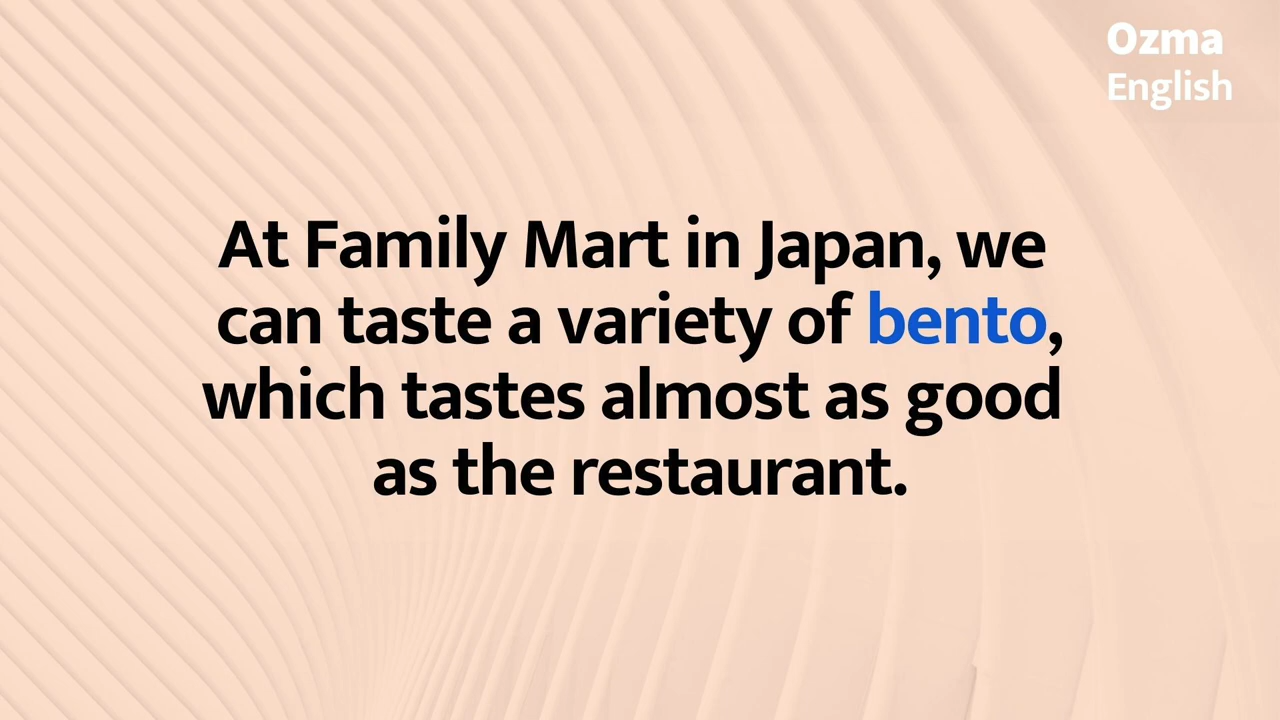 Ozma
English
At Family Mart in Japan, we
can taste a variety of bento,
which tastes almost as good
as the restaurant.